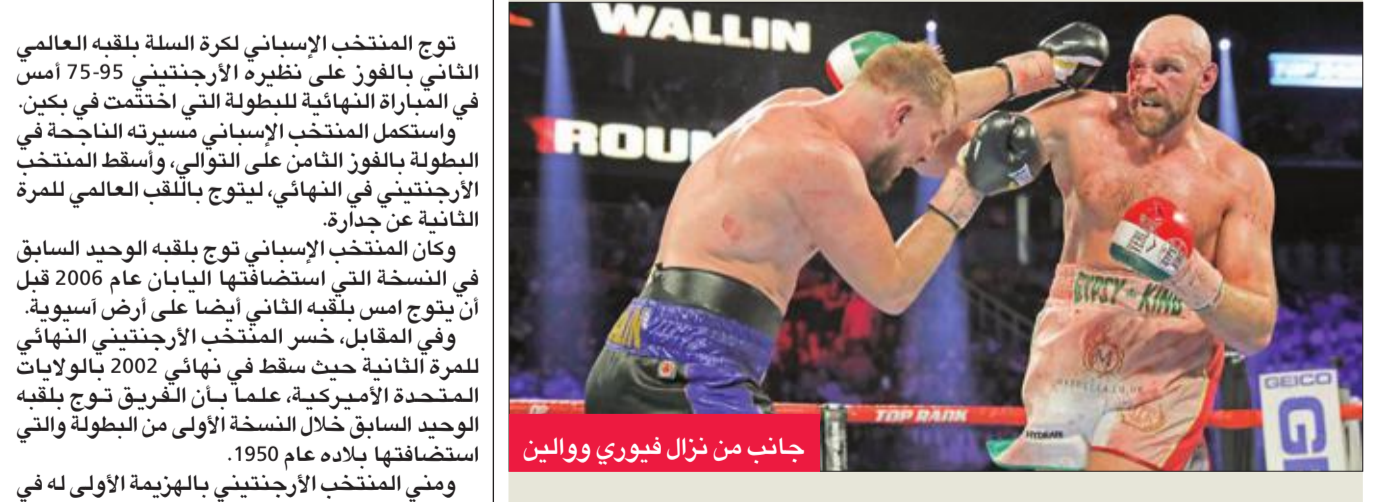 توج المنتخب الإسباني لكرة السلة بلقبه العالمي
الثاني بالفوز على نظيره الأرجنتيني 95-75 أمس
في المباراة النهائية للبطولة التي اختتمت في بكين.
واستكمل المنتخب الإسباني مسيرته الناجحة في
البطولة بالفوز الثامن على التوالي، وأسقط المنتخب
الأرجنتيني في النهائي، ليتوج باللقب العالمي للمرة
الثانية عن جدارة.
وكان المنتخب الإسباني توج بلقبه الوحيد السابق
في النسخة التي استضافتها اليابان عام 2006 قبل
أن يتوج امس بلقبه الثاني أيضا على أرض آسيوية.
وفي المقابل، خسر المنتخب الأرجنتيني النهائي
للمرة الثانية حيث سقط في نهائي 2002 بالولايات
المتحدة الأميركية، علما بأن الفريق توج بلقبه
الوحيد السابق خلال النسخة الأولى من البطولة والتي
استضافتها بلاده عام 1950.
ومني المنتخب الأرجنتيني بالهزيمة الأولى له في
WALLIN
TOP RANK
ROUN
GYPSY KING
GEICO
G
TOP RANK
HYDRAFI
جانب من نزال فيوري ووالين